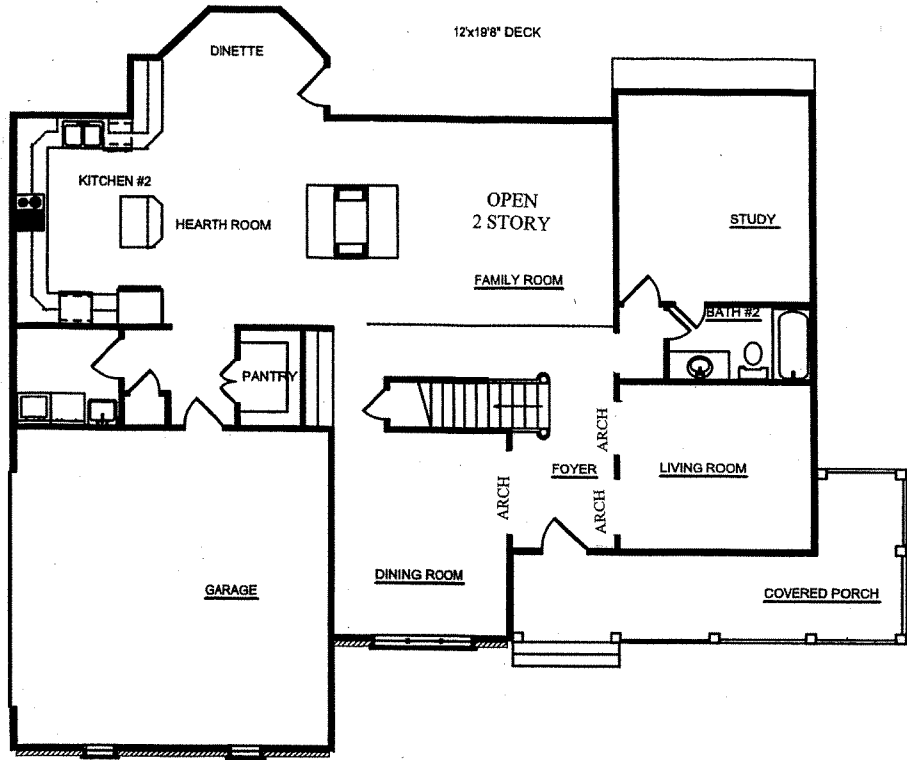 12'x19'8" DECK
DINETTE
KITCHEN #2
HEARTH ROOM
OPEN
2 STORY
STUDY
FAMILY ROOM
BATH #2
PANTRY
ARCH
FOYER
LIVING ROOM
ARCH
ARCH
DINING ROOM
GARAGE
COVERED PORCH